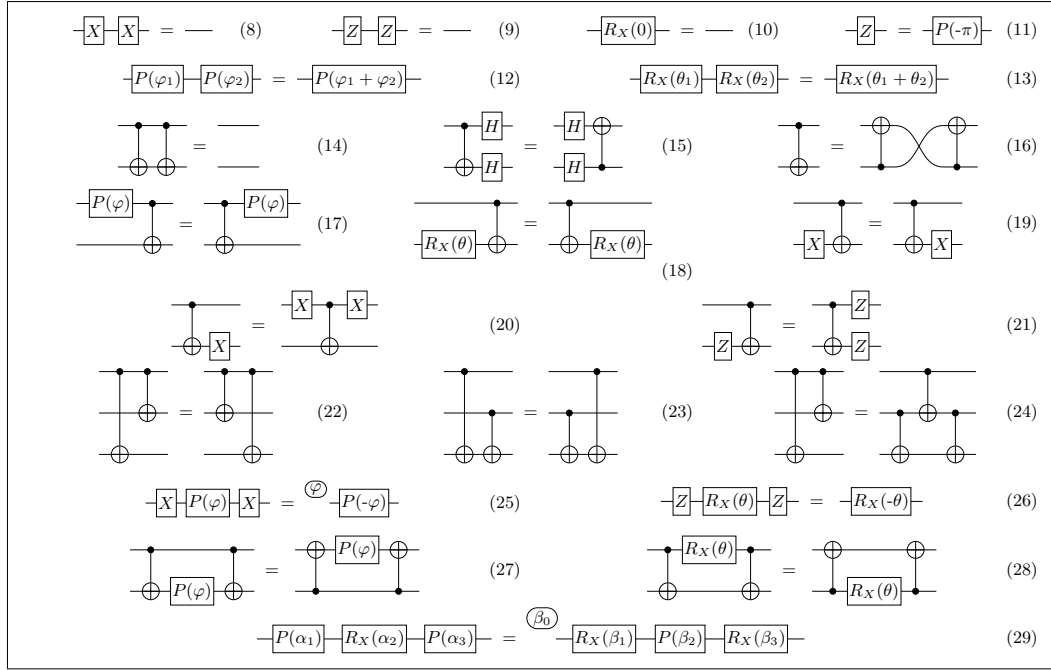 X X = (8) Z Z = (9) R_X(0) = (10) Z = P(-π) (11)
P(φ₁) P(φ₂) = P(φ₁ + φ₂) (12) R_X(θ₁) R_X(θ₂) = R_X(θ₁ + θ₂) (13)
= (14) H H = H H (15) = (16)
P(φ) = P(φ) (17) R_X(θ) = R_X(θ) (18) X = X (19)
X = X X (20) Z = Z Z (21)
= (22) = (23) = (24)
X P(φ) X = φ P(-φ) (25) Z R_X(θ) Z = R_X(-θ) (26)
P(φ) = P(φ) (27) R_X(θ) = R_X(θ) (28)
P(α₁) R_X(α₂) P(α₃) = β₀ R_X(β₁) P(β₂) R_X(β₃) (29)